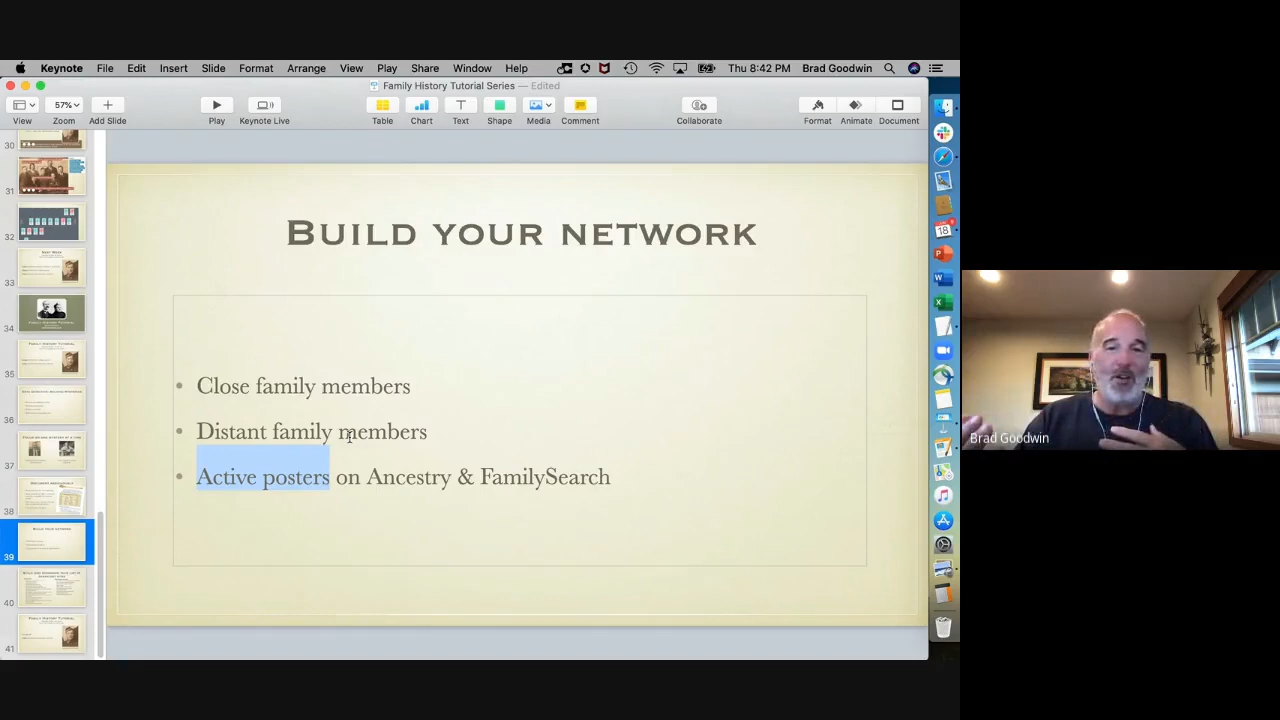 Keynote File Edit Insert Slide Format Arrange View Play Share Window Help Thu 8:42 PM Brad Goodwin
Family History Tutorial Series — Edited
57%
View Zoom Add Slide Play Keynote Live Table Chart Text Shape Media Comment Collaborate Format Animate Document
30
31
32
33
34
35
36
37
38
39
40
41
Build your network
• Close family members
• Distant family members
• Active posters on Ancestry & FamilySearch
18
Brad Goodwin